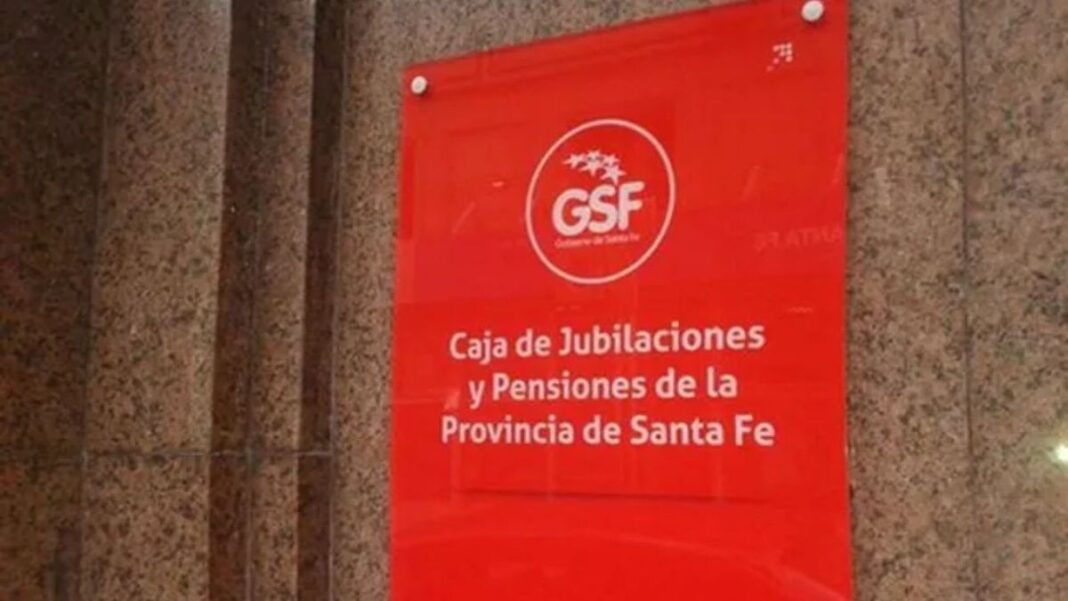 GSF
Gobierno de Santa Fe
Caja de Jubilaciones
y Pensiones de la
Provincia de Santa Fe